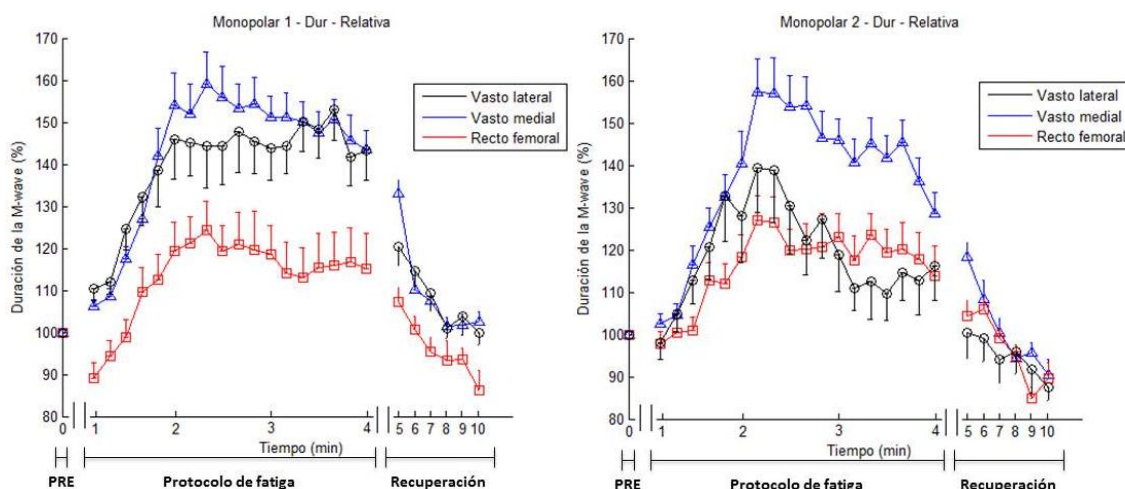 Monopolar 1 - Dur - Relativa
Duración de la M-wave (%)
170
160
150
140
130
120
110
100
90
80
Vasto lateral
Vasto medial
Recto femoral
0 1 2 3 4 5 6 7 8 9 10
Tiempo (min)
PRE Protocolo de fatiga Recuperación
Monopolar 2 - Dur - Relativa
Duración de la M-wave (%)
170
160
150
140
130
120
110
100
90
80
Vasto lateral
Vasto medial
Recto femoral
0 1 2 3 4 5 6 7 8 9 10
Tiempo (min)
PRE Protocolo de fatiga Recuperación